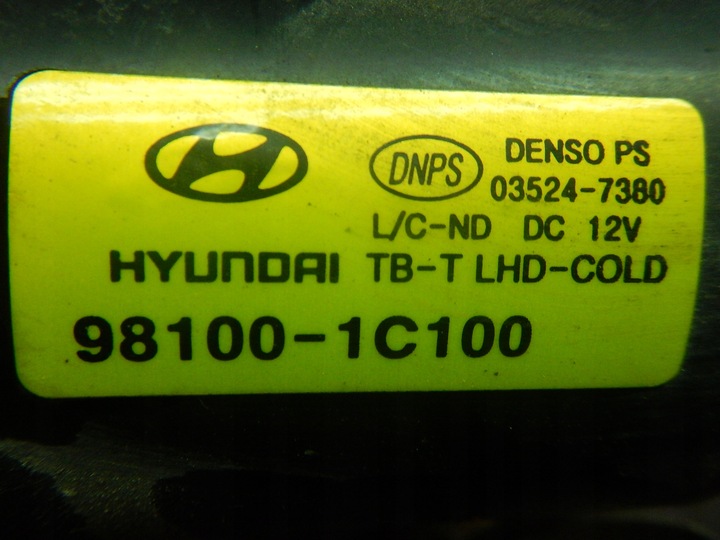 DNPS
DENSO PS
03524-7380
L/C-ND DC 12V
HYUNDAI TB-T LHD-COLD
98100-1C100